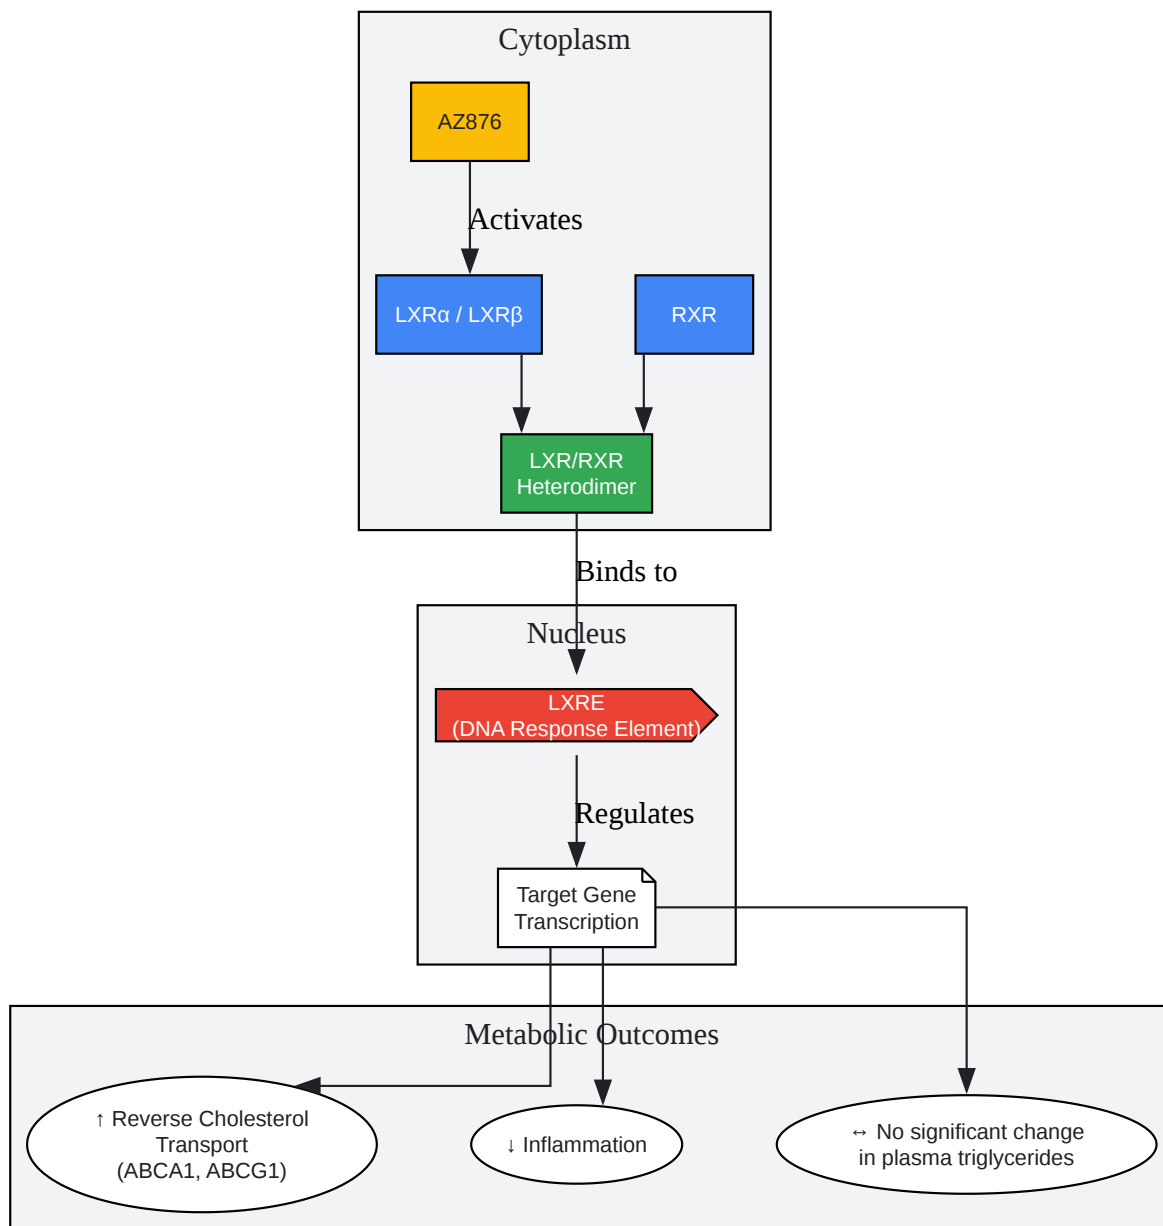 Cytoplasm
AZ876
Activates
LXRα / LXRβ
RXR
LXR/RXR
Heterodimer
Binds to
Nucleus
LXRE
(DNA Response Element)
Regulates
Target Gene
Transcription
Metabolic Outcomes
↑ Reverse Cholesterol
Transport
(ABCA1, ABCG1)
↓ Inflammation
↔ No significant change
in plasma triglycerides